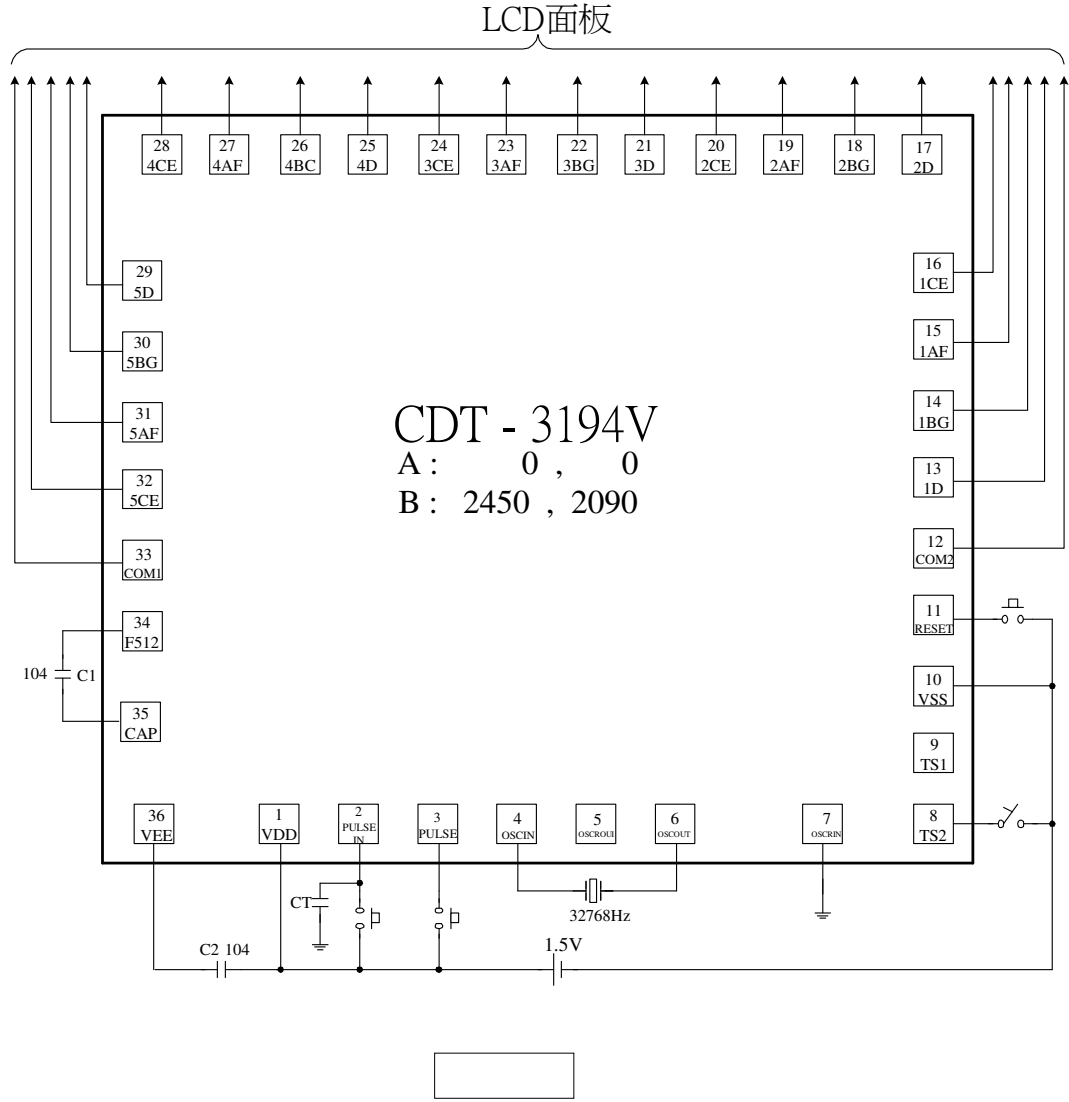 LCD面板
28
4CE
27
4AF
26
4BC
25
4D
24
3CE
23
3AF
22
3BG
21
3D
20
2CE
19
2AF
18
2BG
17
2D
29
5D
16
1CE
30
5BG
15
1AF
31
5AF
14
1BG
CDT - 3194V
A : 0 , 0
B : 2450 , 2090
32
5CE
13
1D
33
COM1
12
COM2
34
F512
11
RESET
104 C1
10
VSS
35
CAP
9
TS1
36
VEE
1
VDD
2
PULSE
IN
3
PULSE
4
OSCIN
5
OSCROUI
6
OSCOUT
7
OSCRIN
8
TS2
CT
32768Hz
C2 104
1.5V